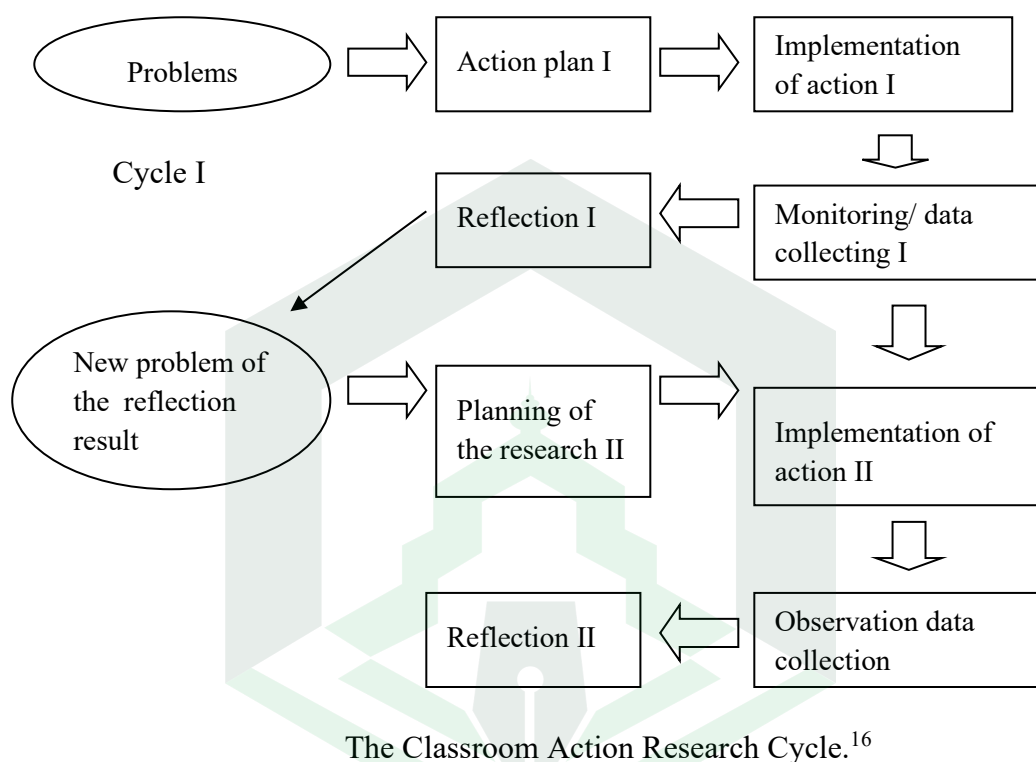 Problems
Action plan I
Implementation
of action I
Cycle I
Reflection I
Monitoring/ data
collecting I
New problem of
the reflection
result
Planning of
the research II
Implementation of
action II
Reflection II
Observation data
collection
The Classroom Action Research Cycle.16